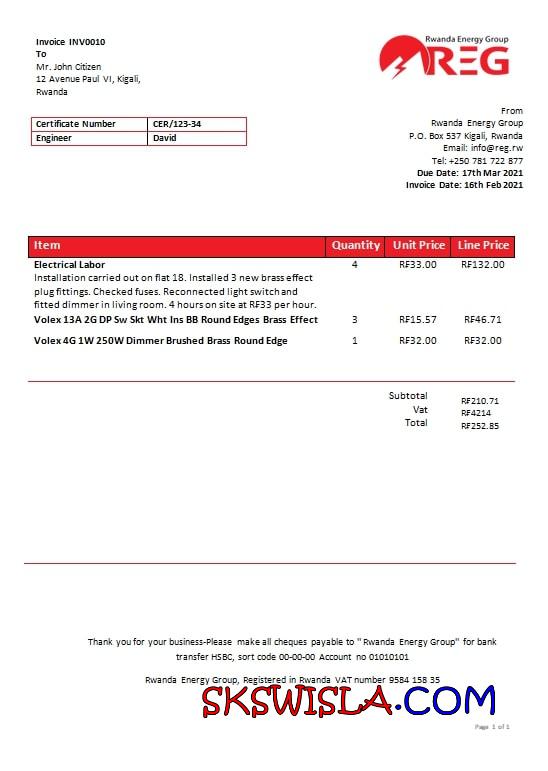 Invoice INV0010
To
Mr. John Citizen
12 Avenue Paul VI, Kigali,
Rwanda
Rwanda Energy Group
REG
Certificate Number CER/123-34
Engineer David
From
Rwanda Energy Group
P.O. Box 537 Kigali, Rwanda
Email: info@reg.rw
Tel: +250 781 722 877
Due Date: 17th Mar 2021
Invoice Date: 16th Feb 2021
Item Quantity Unit Price Line Price
Electrical Labor 4 RF33.00 RF132.00
Installation carried out on flat 18. Installed 3 new brass effect
plug fittings. Checked fuses. Reconnected light switch and
fitted dimmer in living room. 4 hours on site at RF33 per hour.
Volex 13A 2G DP Sw Skt Wht Ins BB Round Edges Brass Effect 3 RF15.57 RF46.71
Volex 4G 1W 250W Dimmer Brushed Brass Round Edge 1 RF32.00 RF32.00
Subtotal RF210.71
Vat RF4214
Total RF252.85
Thank you for your business-Please make all cheques payable to "Rwanda Energy Group" for bank
transfer HSBC, sort code 00-00-00 Account no 01010101
Rwanda Energy Group, Registered in Rwanda VAT number 9584 158 35
SKSWISLA.COM
Page 1 of 1